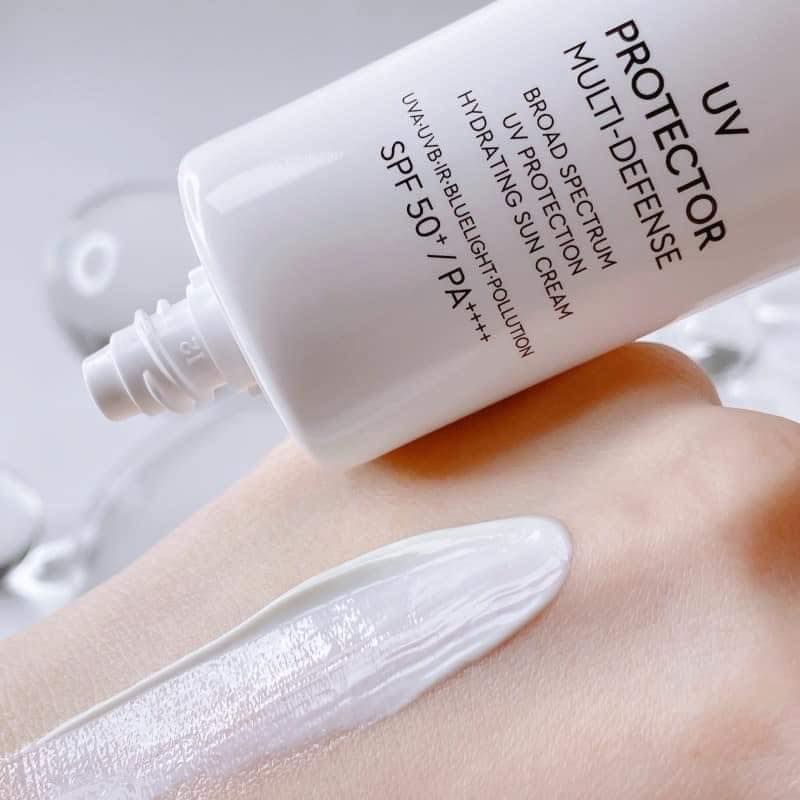 UV
PROTECTOR
MULTI-DEFENSE
BROAD SPECTRUM
UV PROTECTION
HYDRATING SUN CREAM
UVA·UVB·IR·BLUELIGHT·POLLUTION
SPF 50⁺ / PA⁺⁺⁺⁺
12